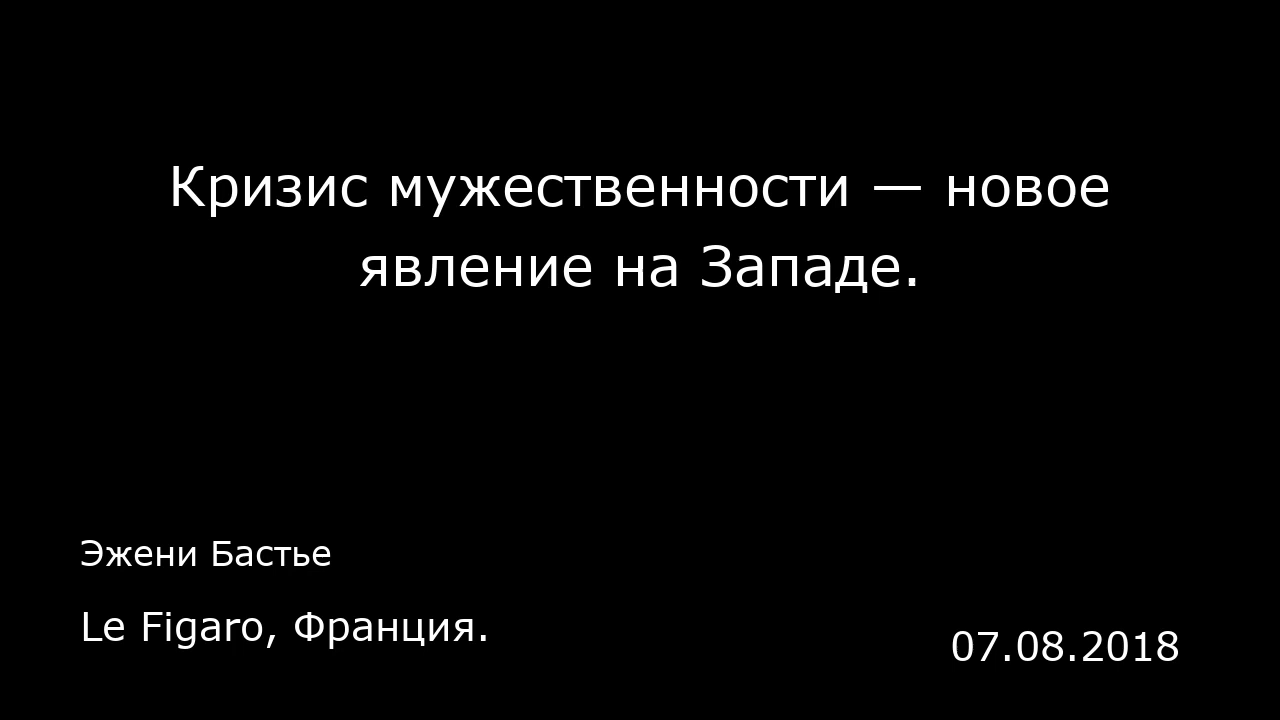 Кризис мужественности — новое
явление на Западе.
Эжени Бастье
Le Figaro, Франция.
07.08.2018